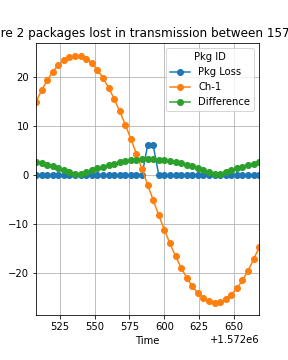 re 2 packages lost in transmission between 157
Pkg ID
Pkg Loss
Ch-1
Difference
20
10
0
−10
−20
525 550 575 600 625 650
Time
+1.572e6